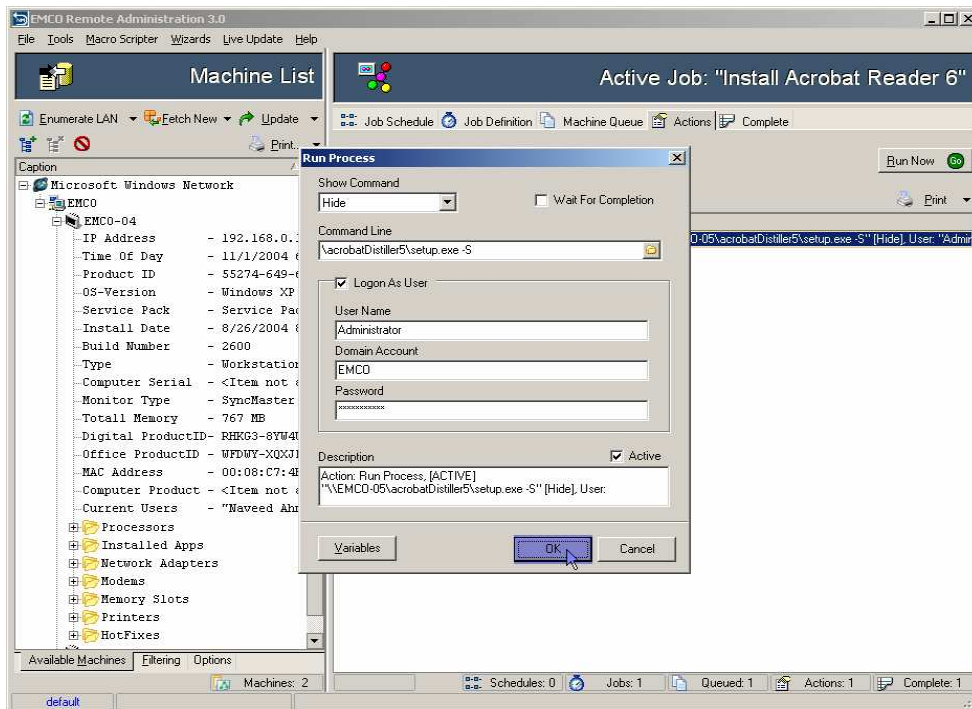 EMCO Remote Administration 3.0
File Tools Macro Scripter Wizards Live Update Help
Machine List
Active Job: "Install Acrobat Reader 6"
Enumerate LAN Fetch New Update
Job Schedule Job Definition Machine Queue Actions Complete
Print...
Run Now Go
Print
Caption
Microsoft Windows Network
EMCO
EMCO-04
IP Address - 192.168.0.
Time Of Day - 11/1/2004
Product ID - 55274-649-
OS-Version - Windows XP
Service Pack - Service Pac
Install Date - 8/26/2004
Build Number - 2600
Type - Workstation
Computer Serial - <Item not
Monitor Type - SyncMaster
Totall Memory - 767 MB
Digital ProductID- RHKG3-8YW4
Office ProductID - WFDWY-XQXJ
MAC Address - 00:08:C7:4
Computer Product - <Item not
Current Users - "Naveed Ah
Processors
Installed Apps
Network Adapters
Modems
Memory Slots
Printers
HotFixes
Available Machines Filtering Options
Machines: 2
default
Run Process
Show Command
Hide
Wait For Completion
Command Line
\acrobatDistiller5\setup.exe -S
Logon As User
User Name
Administrator
Domain Account
EMCO
Password
xxxxxxxxxxx
Description
Active
Action: Run Process, [ACTIVE]
"\\EMCO-05\acrobatDistiller5\setup.exe -S" [Hide], User:
Variables OK Cancel
O-05\acrobatDistiller5\setup.exe -S" [Hide], User: "Admin
Schedules: 0 Jobs: 1 Queued: 1 Actions: 1 Complete: 1